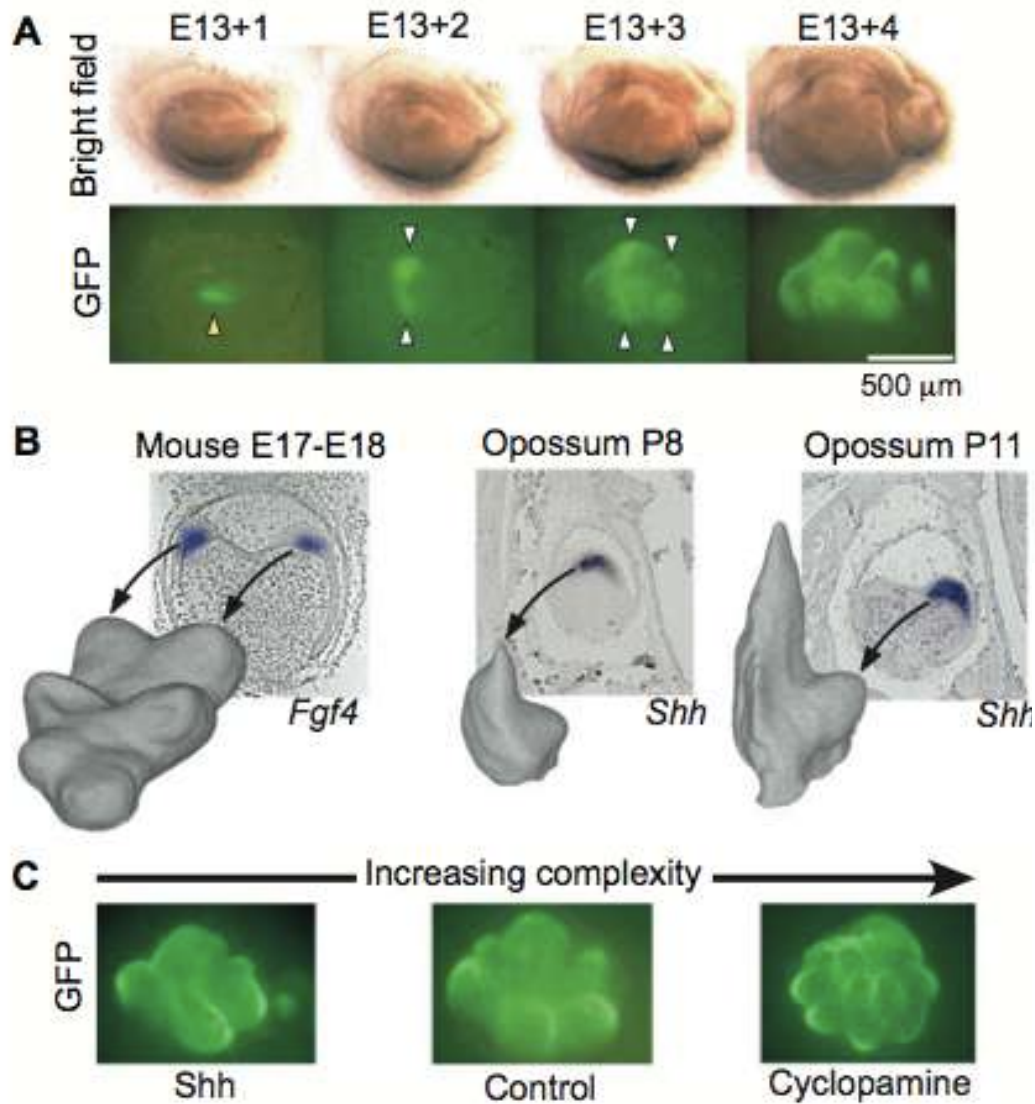 A
E13+1 E13+2 E13+3 E13+4
Bright field
GFP
500 μm
B
Mouse E17-E18 Opossum P8 Opossum P11
Fgf4 Shh Shh
C
Increasing complexity
GFP
Shh Control Cyclopamine